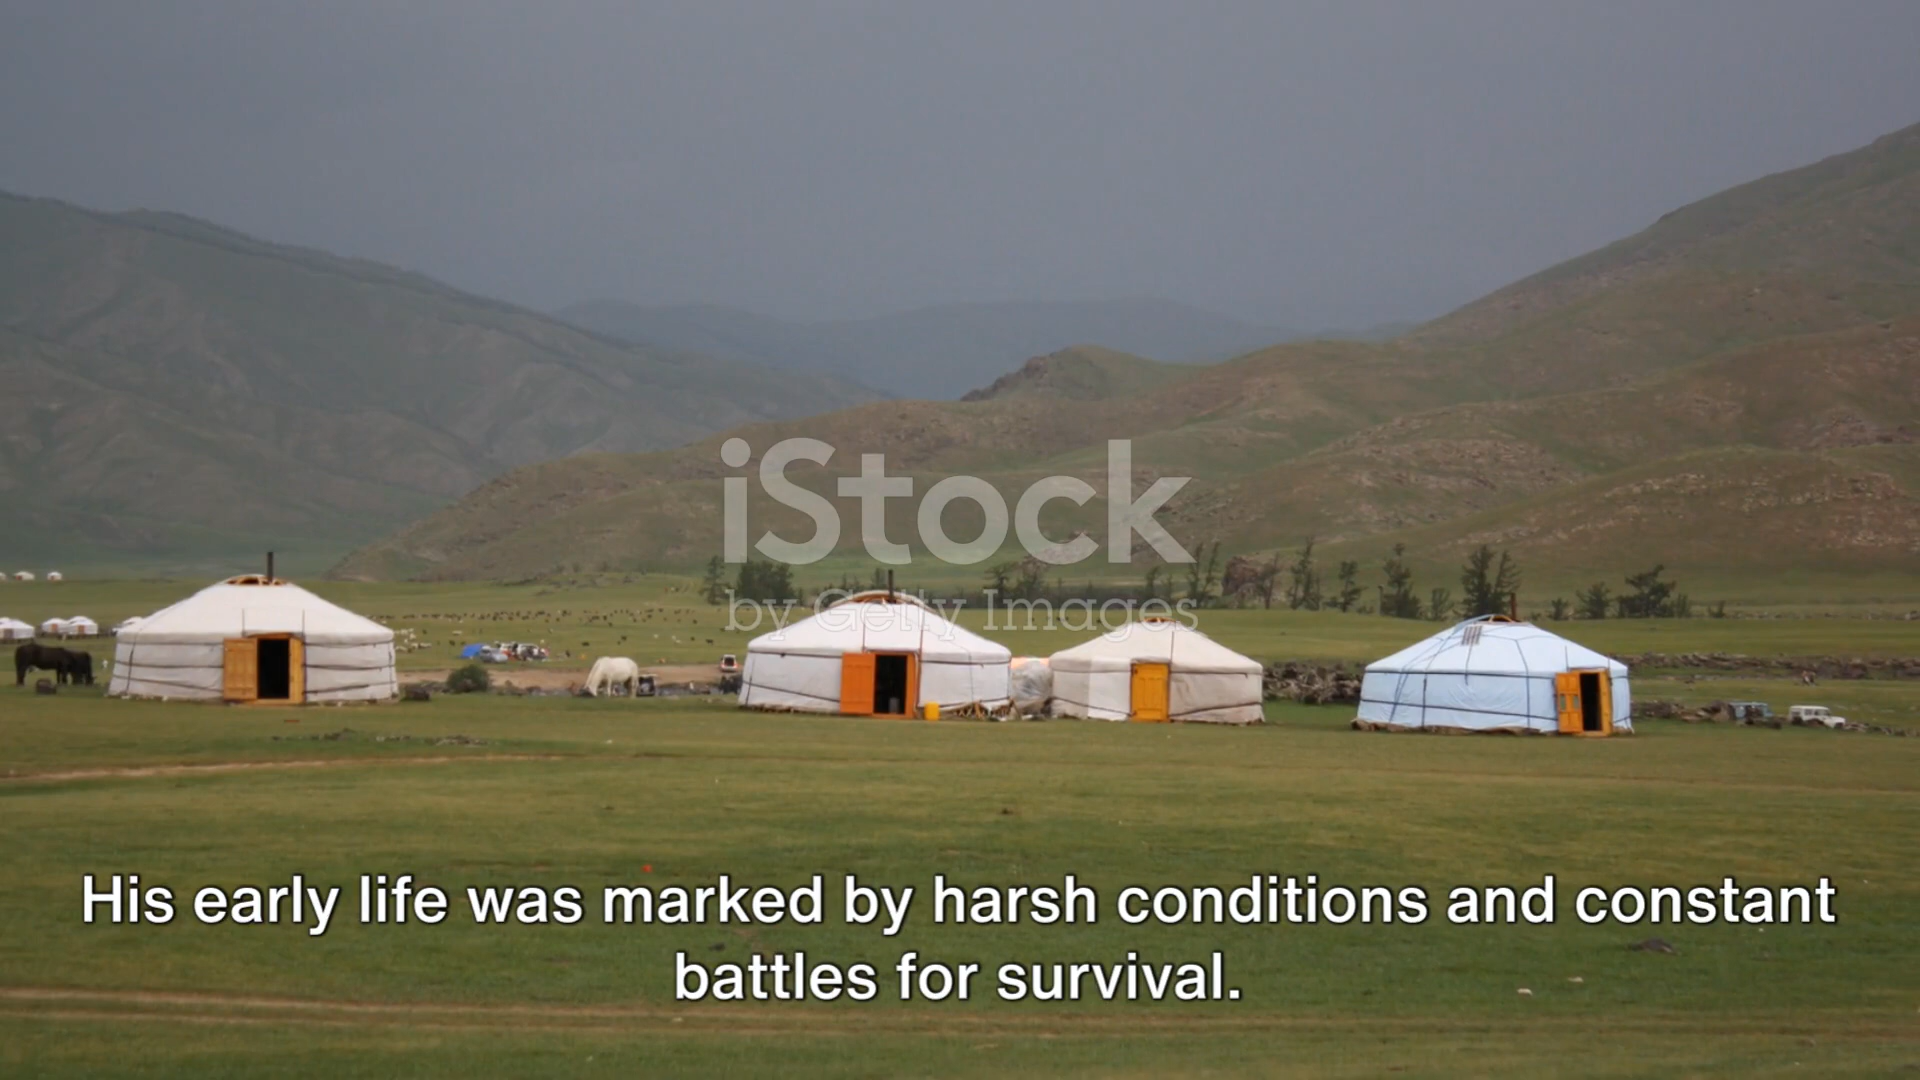 iStock
by Getty Images
His early life was marked by harsh conditions and constant
battles for survival.